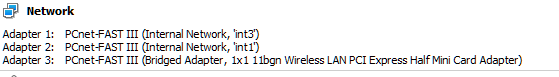 Network
Adapter 1: PCnet-FAST III (Internal Network, 'int3')
Adapter 2: PCnet-FAST III (Internal Network, 'int1')
Adapter 3: PCnet-FAST III (Bridged Adapter, 1x1 11bgn Wireless LAN PCI Express Half Mini Card Adapter)